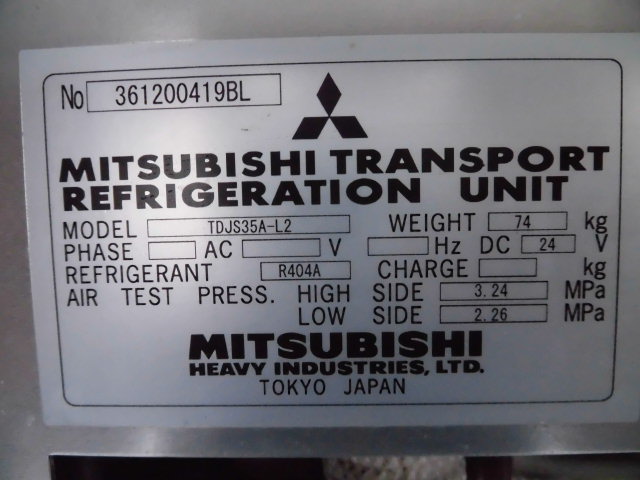 No 361200419BL
MITSUBISHI TRANSPORT
REFRIGERATION UNIT
MODEL TDJS35A-L2 WEIGHT 74 kg
PHASE AC V Hz DC 24 V
REFRIGERANT R404A CHARGE kg
AIR TEST PRESS. HIGH SIDE 3.24 MPa
LOW SIDE 2.26 MPa
MITSUBISHI
HEAVY INDUSTRIES, LTD.
TOKYO JAPAN